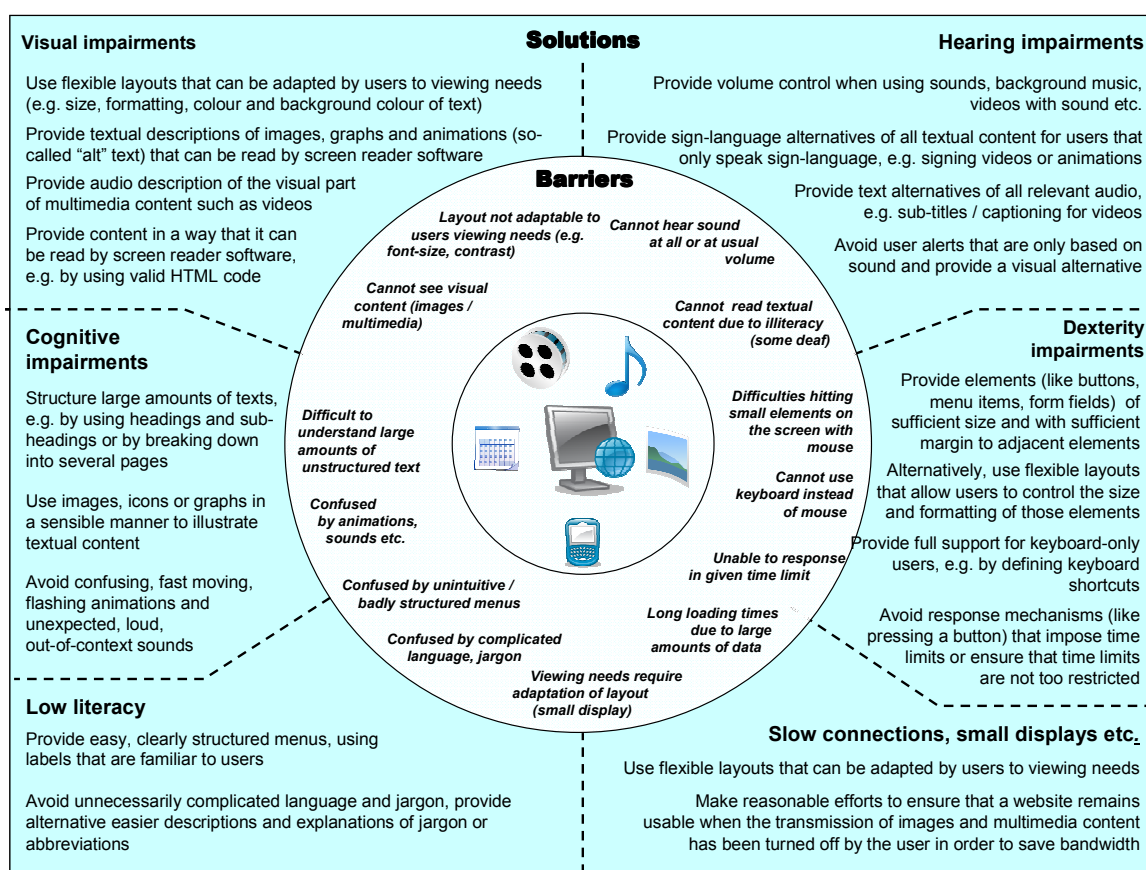 Solutions
Visual impairments
Use flexible layouts that can be adapted by users to viewing needs
(e.g. size, formatting, colour and background colour of text)
Provide textual descriptions of images, graphs and animations (so-
called “alt” text) that can be read by screen reader software
Provide audio description of the visual part
of multimedia content such as videos
Provide content in a way that it can
be read by screen reader software,
e.g. by using valid HTML code
Hearing impairments
Provide volume control when using sounds, background music,
videos with sound etc.
Provide sign-language alternatives of all textual content for users that
only speak sign-language, e.g. signing videos or animations
Provide text alternatives of all relevant audio,
e.g. sub-titles / captioning for videos
Avoid user alerts that are only based on
sound and provide a visual alternative
Barriers
Layout not adaptable to
users viewing needs (e.g.
font-size, contrast)
Cannot see visual
content (images /
multimedia)
Cannot hear sound
at all or at usual
volume
Cannot read textual
content due to illiteracy
(some deaf)
Difficult to
understand large
amounts of
unstructured text
Confused
by animations,
sounds etc.
Difficulties hitting
small elements on
the screen with
mouse
Cannot use
keyboard instead
of mouse
Unable to response
in given time limit
Confused by unintuitive /
badly structured menus
Confused by complicated
language, jargon
Long loading times
due to large
amounts of data
Viewing needs require
adaptation of layout
(small display)
Cognitive
impairments
Structure large amounts of texts,
e.g. by using headings and sub-
headings or by breaking down
into several pages
Use images, icons or graphs in
a sensible manner to illustrate
textual content
Avoid confusing, fast moving,
flashing animations and
unexpected, loud,
out-of-context sounds
Dexterity
impairments
Provide elements (like buttons,
menu items, form fields) of
sufficient size and with sufficient
margin to adjacent elements
Alternatively, use flexible layouts
that allow users to control the size
and formatting of those elements
Provide full support for keyboard-only
users, e.g. by defining keyboard
shortcuts
Avoid response mechanisms (like
pressing a button) that impose time
limits or ensure that time limits
are not too restricted
Low literacy
Provide easy, clearly structured menus, using
labels that are familiar to users
Avoid unnecessarily complicated language and jargon, provide
alternative easier descriptions and explanations of jargon or
abbreviations
Slow connections, small displays etc.
Use flexible layouts that can be adapted by users to viewing needs
Make reasonable efforts to ensure that a website remains
usable when the transmission of images and multimedia content
has been turned off by the user in order to save bandwidth